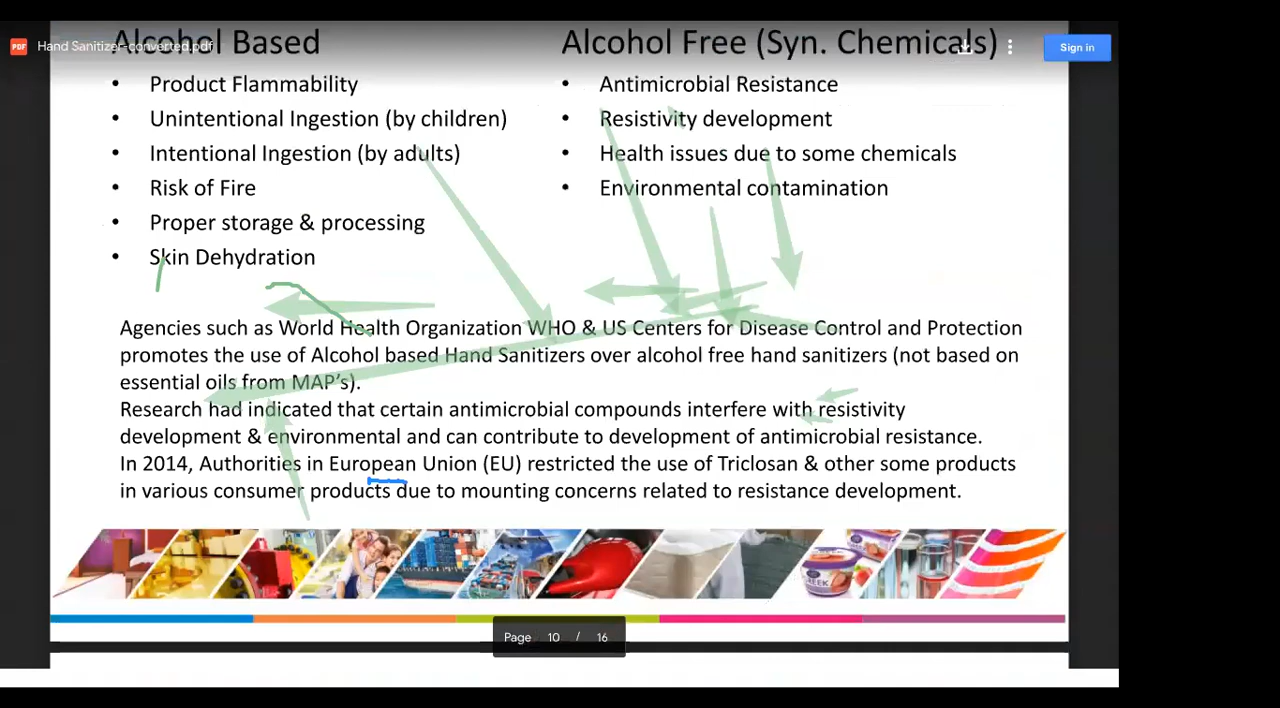 Alcohol Based
Alcohol Free (Syn. Chemicals)
PDF Hand Sanitizer-converted.pdf
Sign in
• Product Flammability
• Unintentional Ingestion (by children)
• Intentional Ingestion (by adults)
• Risk of Fire
• Proper storage & processing
• Skin Dehydration
• Antimicrobial Resistance
• Resistivity development
• Health issues due to some chemicals
• Environmental contamination
Agencies such as World Health Organization WHO & US Centers for Disease Control and Protection
promotes the use of Alcohol based Hand Sanitizers over alcohol free hand sanitizers (not based on
essential oils from MAP's).
Research had indicated that certain antimicrobial compounds interfere with resistivity
development & environmental and can contribute to development of antimicrobial resistance.
In 2014, Authorities in European Union (EU) restricted the use of Triclosan & other some products
in various consumer products due to mounting concerns related to resistance development.
GREEK
Page 10 / 16